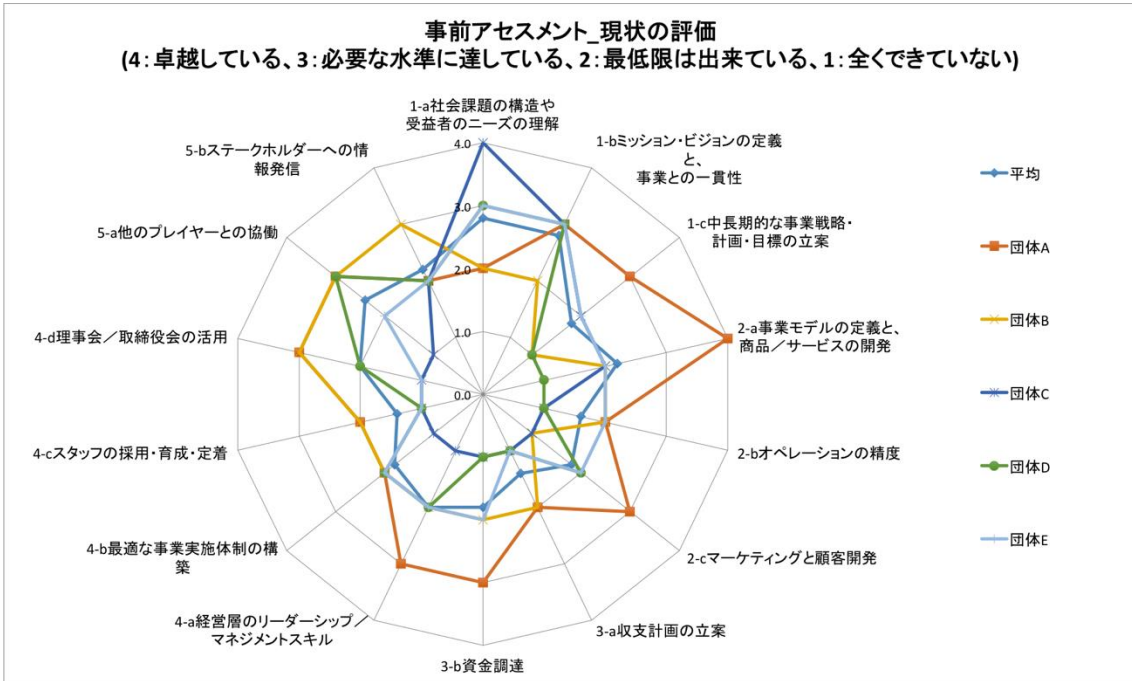 事前アセスメント_現状の評価
(4：卓越している、3：必要な水準に達している、2：最低限は出来ている、1：全くできていない)
1-a社会課題の構造や
受益者のニーズの理解
1-bミッション・ビジョンの定義
と、
事業との一貫性
1-c中長期的な事業戦略・
計画・目標の立案
2-a事業モデルの定義と、
商品／サービスの開発
2-bオペレーションの精度
2-cマーケティングと顧客開発
3-a収支計画の立案
3-b資金調達
4-a経営層のリーダーシップ／
マネジメントスキル
4-b最適な事業実施体制の構
築
4-cスタッフの採用・育成・定着
4-d理事会／取締役会の活用
5-a他のプレイヤーとの協働
5-bステークホルダーへの情
報発信
4.0
3.0
2.0
1.0
0.0
平均
団体A
団体B
団体C
団体D
団体E